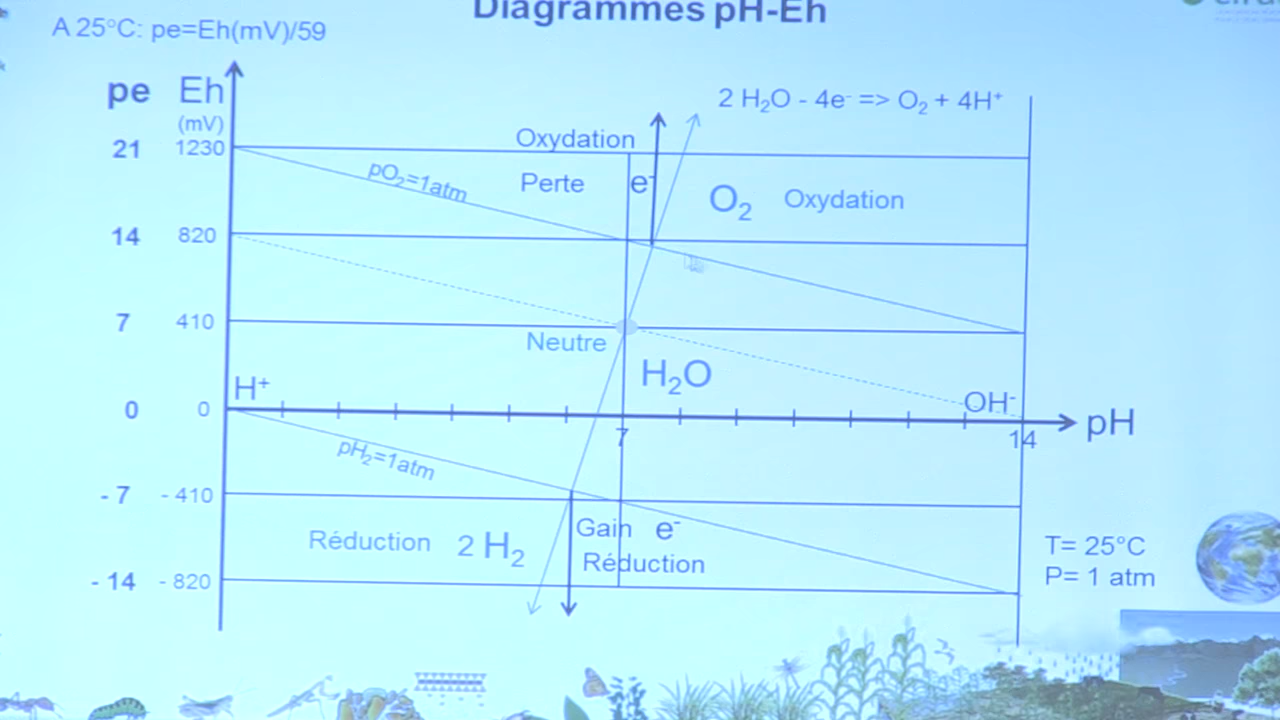 Diagrammes pH-Eh
A 25°C: pe=Eh(mV)/59
pe Eh
(mV)
2 H₂O - 4e⁻ => O₂ + 4H⁺
21 1230
Oxydation
pO₂=1atm
Perte e⁻
O₂ Oxydation
14 820
7 410
Neutre
H₂O
H⁺
OH⁻
0 0
pH
7
14
pH₂=1atm
- 7 - 410
Réduction 2 H₂
Gain e⁻
Réduction
- 14 - 820
T= 25°C
P= 1 atm